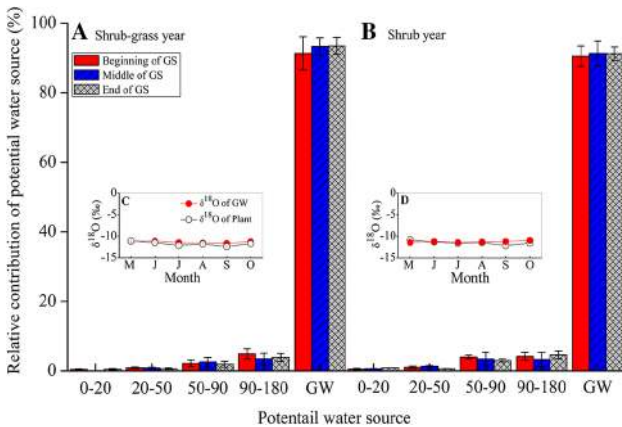 Relative contribution of potential water source (%)
100
80
60
40
20
0
A Shrub-grass year
Beginning of GS
Middle of GS
End of GS
B Shrub year
δ¹⁸O (‰)
0
-5
-10
-15
C
δ¹⁸O of GW
δ¹⁸O of Plant
M J J A S O
Month
δ¹⁸O (‰)
0
-5
-10
-15
D
M J J A S O
Month
0-20 20-50 50-90 90-180 GW 0-20 20-50 50-90 90-180 GW
Potentail water source